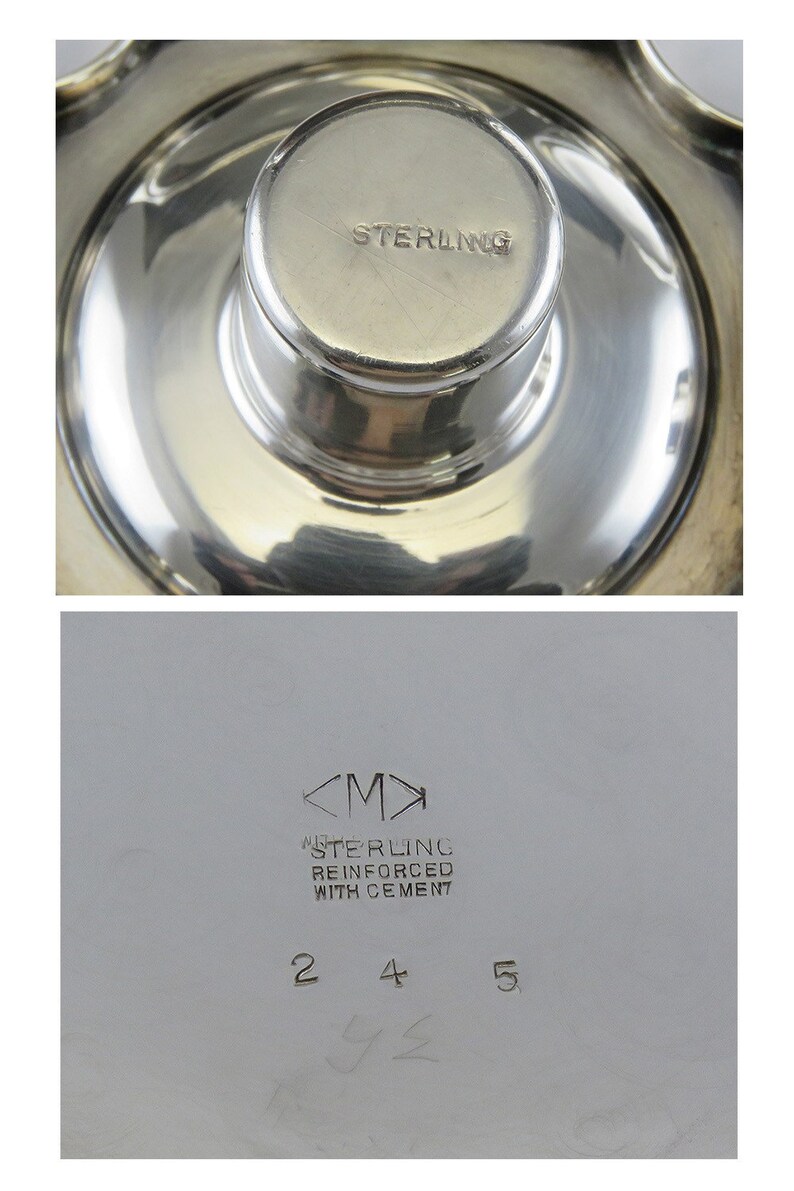 STERLING
<M>
STERLING
REINFORCED
WITH CEMENT
2 4 5